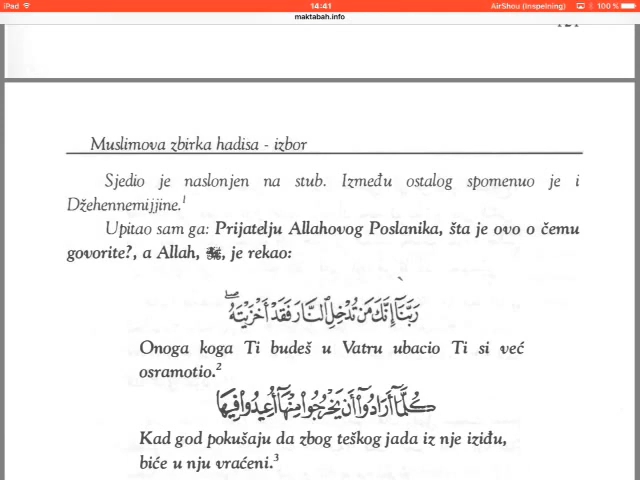 iPad
14:41
AirShou (Inspelning)
100 %
maktabah.info
Muslimova zbirka hadisa - izbor
Sjedio je naslonjen na stub. Između ostalog spomenuo je i
Džehennemijjine.1
Upitao sam ga: Prijatelju Allahovog Poslanika, šta je ovo o čemu
govorite?, a Allah, ﷻ, je rekao:
رَبَّنَآ إِنَّكَ مَن تُدْخِلِ ٱلنَّارَ فَقَدْ أَخْزَيْتَهُۥۖ
Onoga koga Ti budeš u Vatru ubacio Ti si već
osramotio.2
كُلَّمَآ أَرَادُوٓا۟ أَن يَخْرُجُوا۟ مِنْهَآ أُعِيدُوا۟ فِيهَا
Kad god pokušaju da zbog teškog jada iz nje iziđu,
biće u nju vraćeni.3